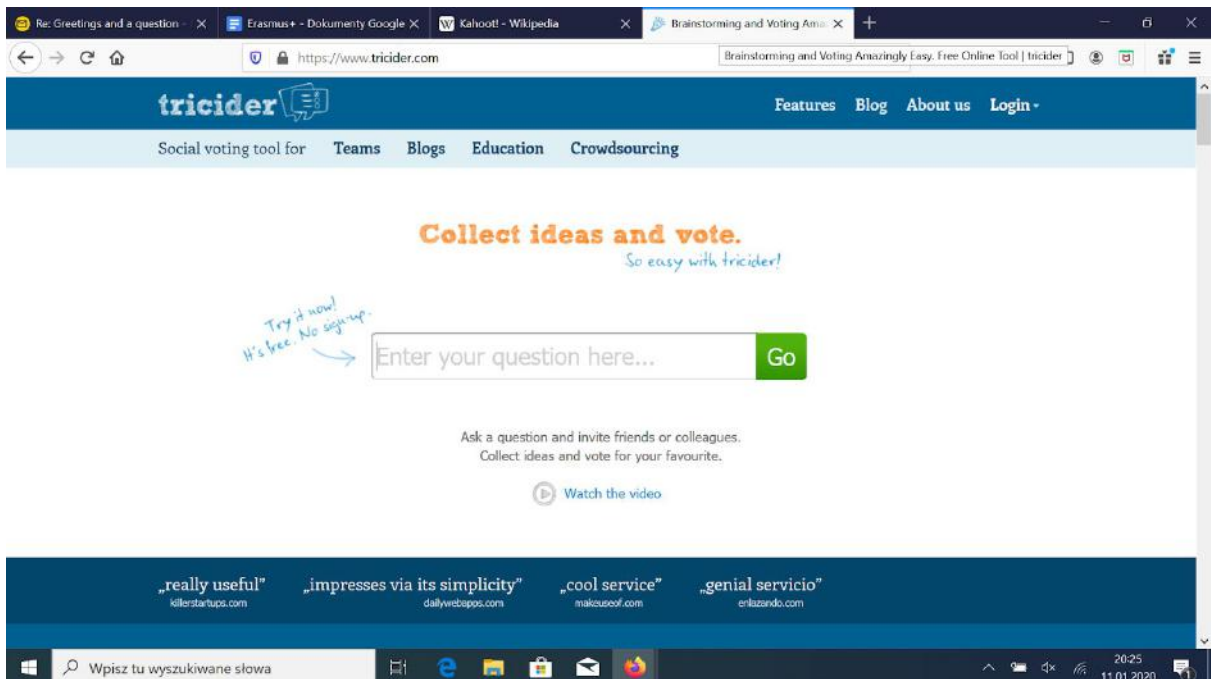 Re: Greetings and a question -
Erasmus+ - Dokumenty Google
Kahoot! - Wikipedia
Brainstorming and Voting Ama
https://www.tricider.com
Brainstorming and Voting Amazingly Easy. Free Online Tool | tricider
tricider
Features Blog About us Login
Social voting tool for Teams Blogs Education Crowdsourcing
Collect ideas and vote.
So easy with tricider!
Try it now!
It's free. No sign-up.
Enter your question here... Go
Ask a question and invite friends or colleagues.
Collect ideas and vote for your favourite.
Watch the video
„really useful” „impresses via its simplicity” „cool service” „genial servicio”
killerstartups.com dailywebapps.com makeuseof.com enlazando.com
Wpisz tu wyszukiwane słowa
20:25
11.01.2020